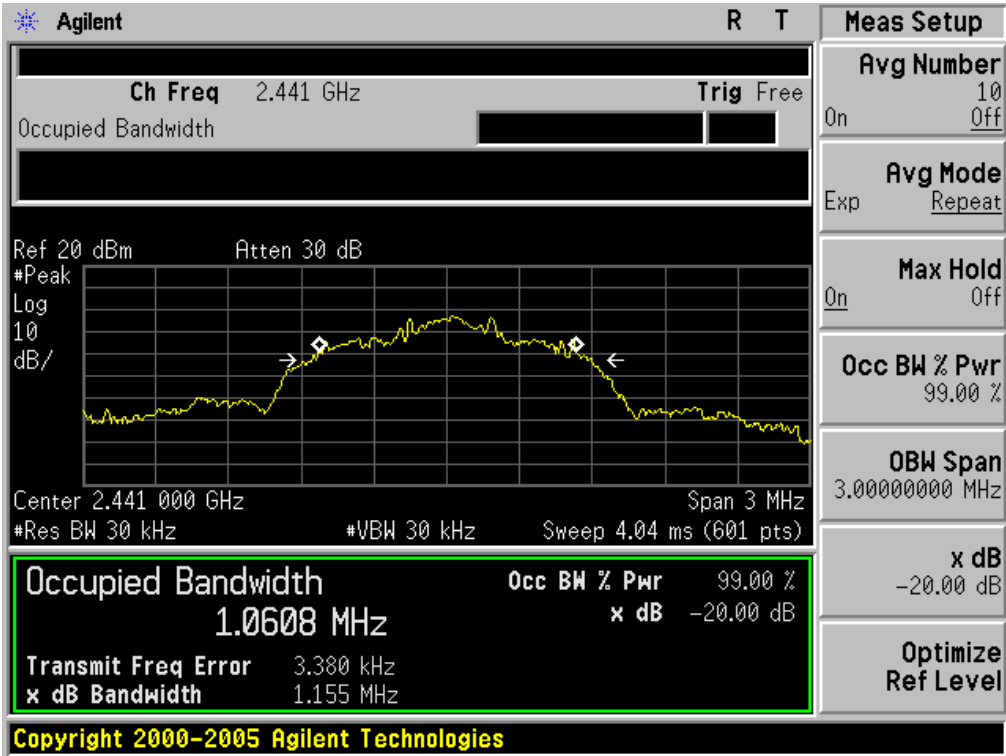 Agilent R T
Ch Freq 2.441 GHz Trig Free
Occupied Bandwidth
Ref 20 dBm Atten 30 dB
#Peak
Log
10
dB/
Center 2.441 000 GHz Span 3 MHz
#Res BW 30 kHz #VBW 30 kHz Sweep 4.04 ms (601 pts)
Occupied Bandwidth Occ BW % Pwr 99.00 %
1.0608 MHz x dB -20.00 dB
Transmit Freq Error 3.380 kHz
x dB Bandwidth 1.155 MHz
Copyright 2000-2005 Agilent Technologies
Meas Setup
Avg Number
10
On Off
Avg Mode
Exp Repeat
Max Hold
On Off
Occ BW % Pwr
99.00 %
OBW Span
3.00000000 MHz
x dB
-20.00 dB
Optimize
Ref Level